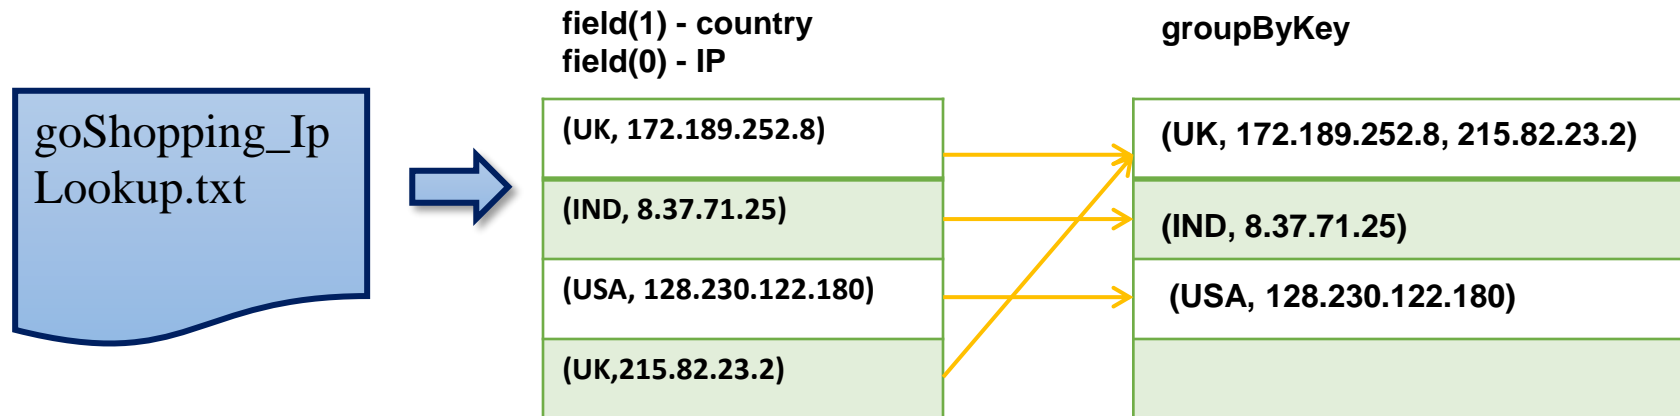 field(1) - country
field(0) - IP
groupByKey
goShopping_Ip
Lookup.txt
(UK, 172.189.252.8)
(IND, 8.37.71.25)
(USA, 128.230.122.180)
(UK,215.82.23.2)
(UK, 172.189.252.8, 215.82.23.2)
(IND, 8.37.71.25)
(USA, 128.230.122.180)